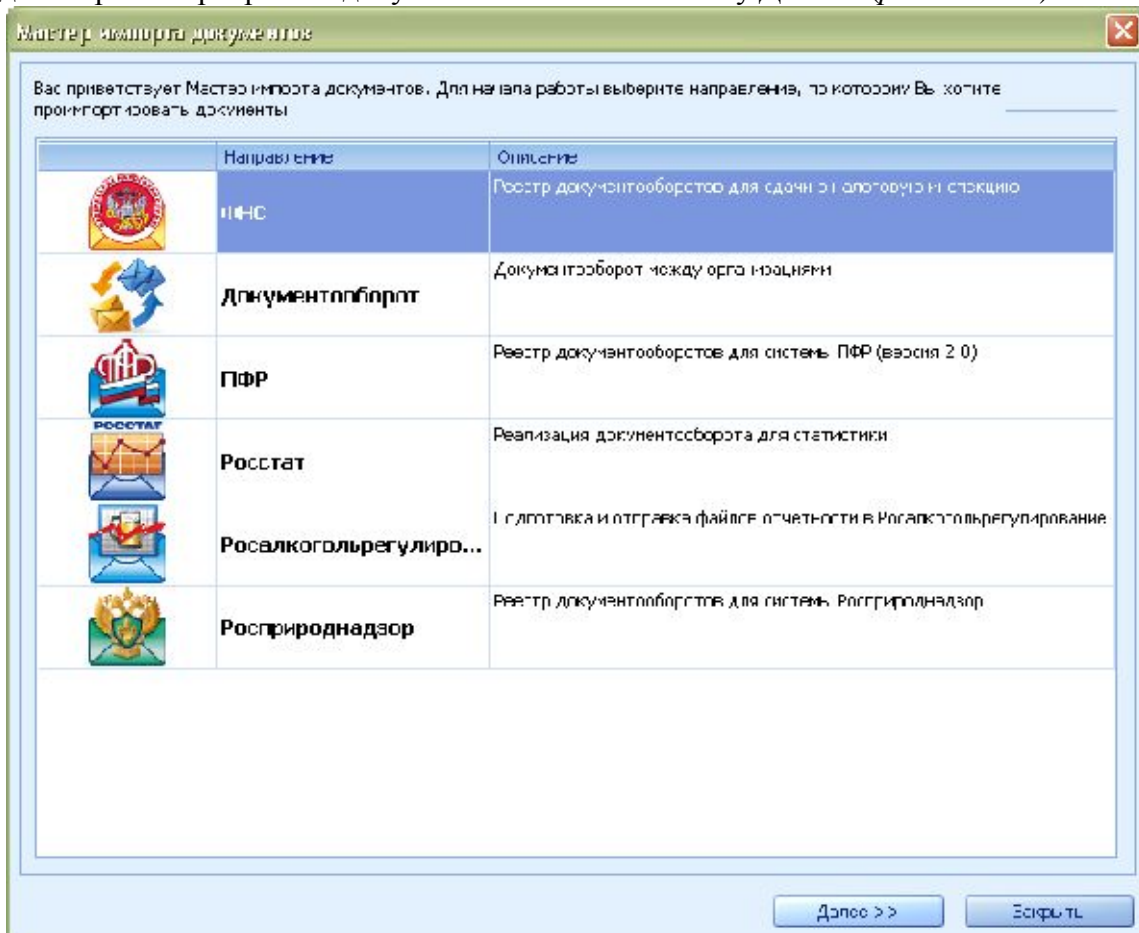 Мастер импорта документов
Вас приветствует Мастер импорта документов. Для начала работы выберите направление, по которому Вы хотите
проимпортировать документы
Направление Описание
ФНС
Реестр документооборотов для сдачи в налоговую инспекцию
Документооборот
Документооборот между организациями
ПФР
Реестр документооборотов для системы ПФР (версия 2.0)
РОССТАТ
Росстат
Реализация документооборота для статистики
Росалкогольрегулиро...
Подготовка и отправка файлов отчетности в Росалкогольрегулирование
Росприроднадзор
Реестр документооборотов для системы Росприроднадзор
Далее >> Закрыть